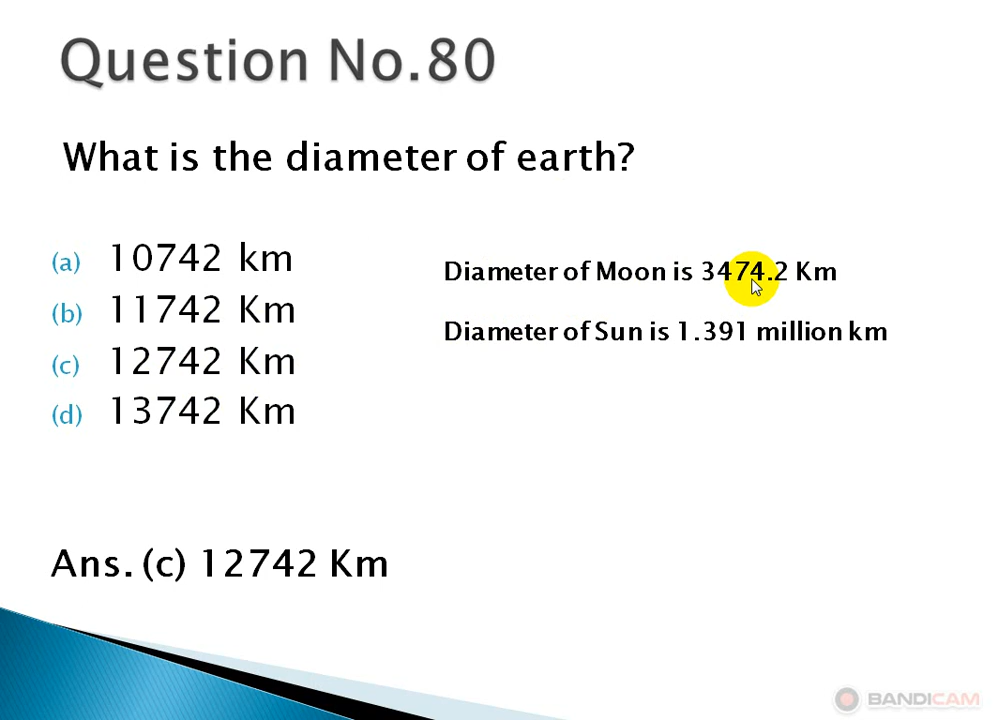 Question No.80
What is the diameter of earth?
(a) 10742 km
(b) 11742 Km
(c) 12742 Km
(d) 13742 Km
Diameter of Moon is 3474.2 Km
Diameter of Sun is 1.391 million km
Ans. (c) 12742 Km
BANDICAM